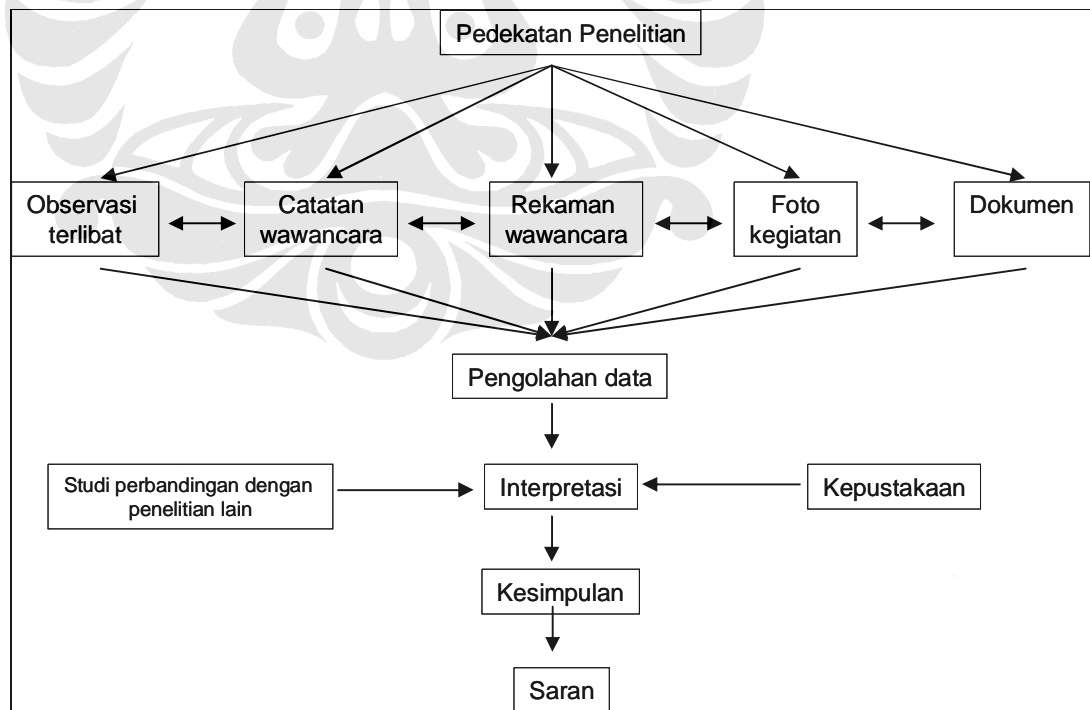 Pedekatan Penelitian
Observasi
terlibat
Catatan
wawancara
Rekaman
wawancara
Foto
kegiatan
Dokumen
Pengolahan data
Studi perbandingan dengan
penelitian lain
Interpretasi
Kepustakaan
Kesimpulan
Saran